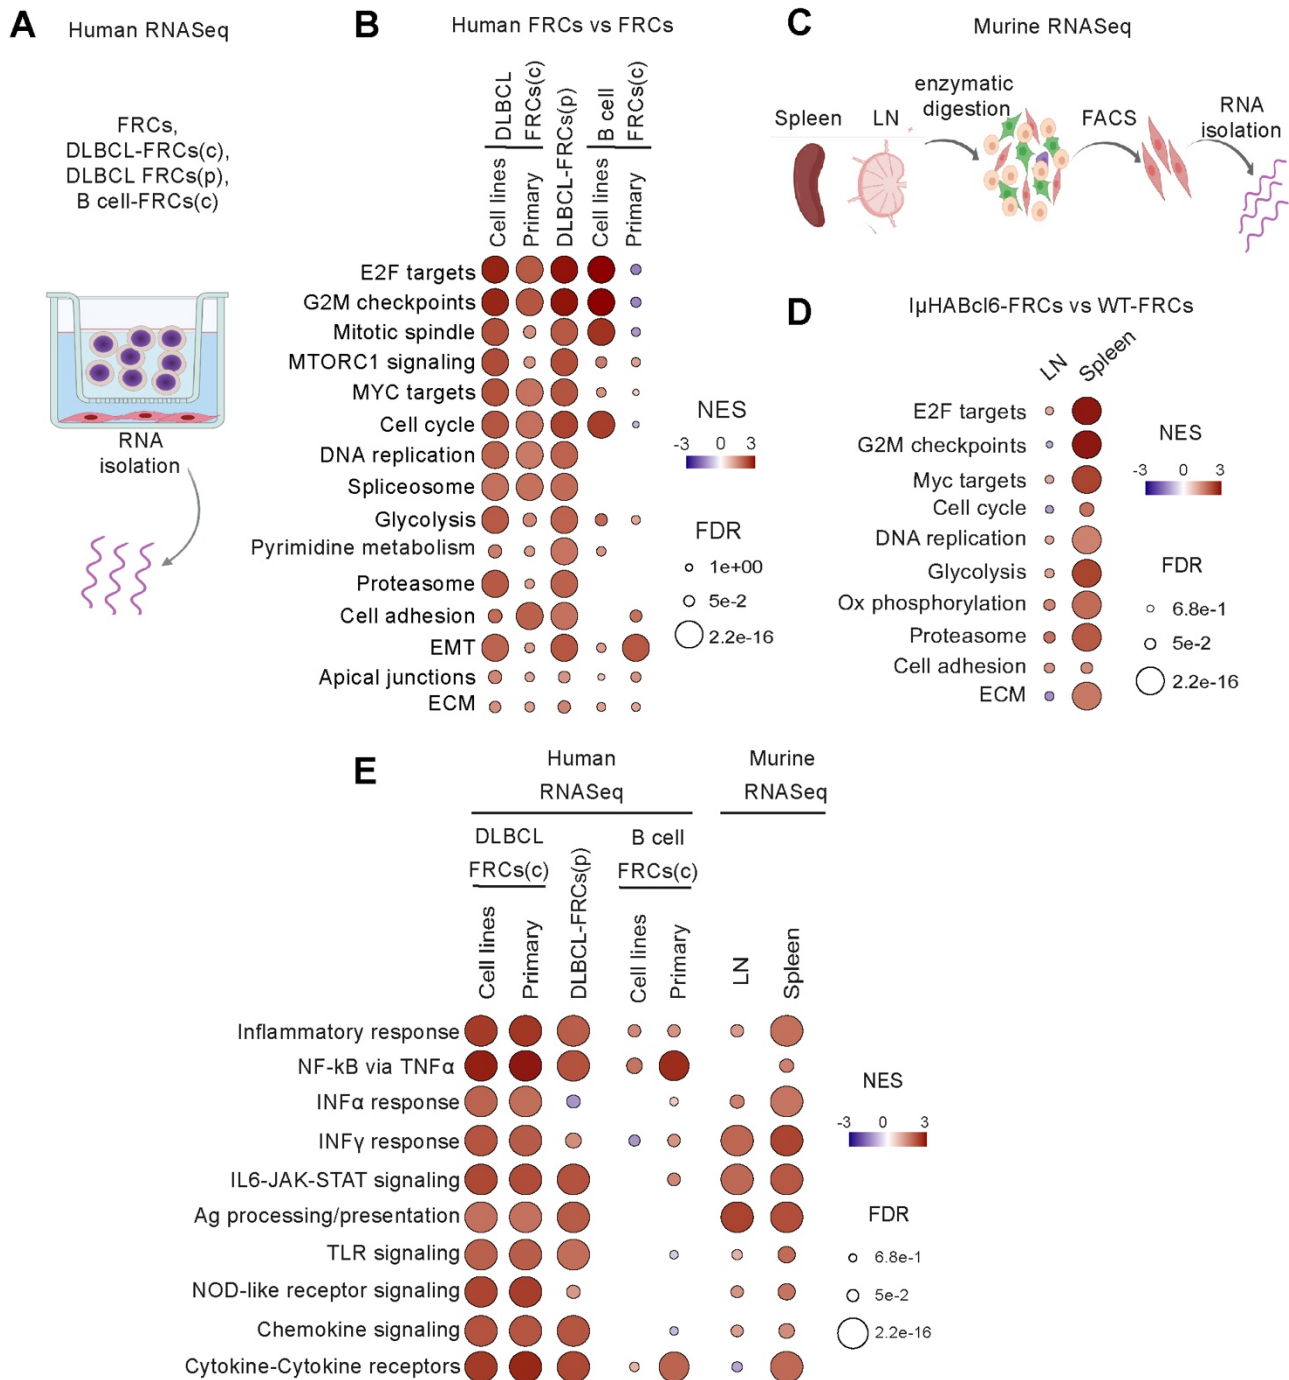 A
Human RNASeq
FRCs,
DLBCL-FRCs(c),
DLBCL FRCs(p),
B cell-FRCs(c)
RNA
isolation
B
Human FRCs vs FRCs
DLBCL
FRCs(c)
DLBCL-FRCs(p)
B cell
FRCs(c)
Cell lines
Primary
Cell lines
Primary
E2F targets
G2M checkpoints
Mitotic spindle
MTORC1 signaling
MYC targets
Cell cycle
DNA replication
Spliceosome
Glycolysis
Pyrimidine metabolism
Proteasome
Cell adhesion
EMT
Apical junctions
ECM
NES
-3 0 3
FDR
1e+00
5e-2
2.2e-16
C
Murine RNASeq
Spleen
LN
enzymatic
digestion
FACS
RNA
isolation
D
IμHABcl6-FRCs vs WT-FRCs
LN
Spleen
E2F targets
G2M checkpoints
Myc targets
Cell cycle
DNA replication
Glycolysis
Ox phosphorylation
Proteasome
Cell adhesion
ECM
NES
-3 0 3
FDR
6.8e-1
5e-2
2.2e-16
E
Human
RNASeq
Murine
RNASeq
DLBCL
FRCs(c)
DLBCL-FRCs(p)
B cell
FRCs(c)
Cell lines
Primary
Cell lines
Primary
LN
Spleen
Inflammatory response
NF-kB via TNFα
INFα response
INFγ response
IL6-JAK-STAT signaling
Ag processing/presentation
TLR signaling
NOD-like receptor signaling
Chemokine signaling
Cytokine-Cytokine receptors
NES
-3 0 3
FDR
6.8e-1
5e-2
2.2e-16